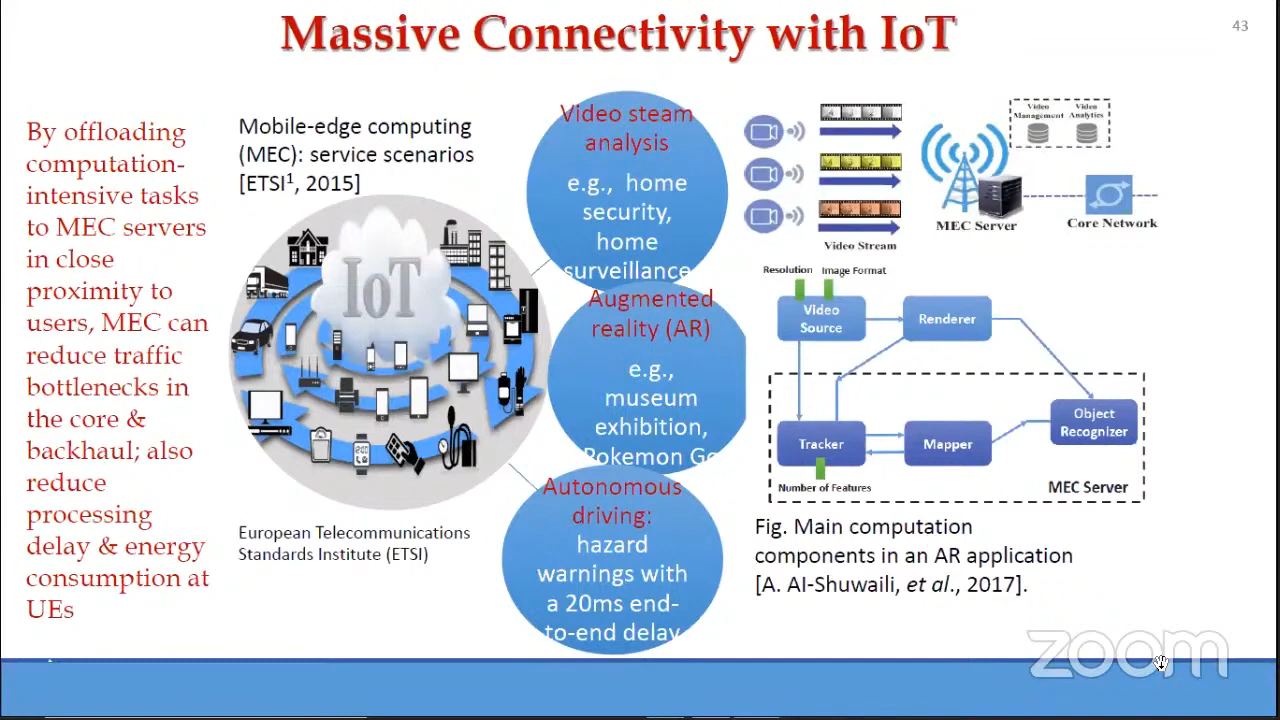 Massive Connectivity with IoT
43
By offloading
computation-
intensive tasks
to MEC servers
in close
proximity to
users, MEC can
reduce traffic
bottlenecks in
the core &
backhaul; also
reduce
processing
delay & energy
consumption at
UEs
Mobile-edge computing
(MEC): service scenarios
[ETSI¹, 2015]
IoT
European Telecommunications
Standards Institute (ETSI)
Video steam
analysis
e.g., home
security,
home
surveillance
Augmented
reality (AR)
e.g.,
museum
exhibition,
Pokemon Go
Autonomous
driving:
hazard
warnings with
a 20ms end-
to-end delay
Video
Management
Video
Analytics
MEC Server
Core Network
Video Stream
Resolution
Image Format
Video
Source
Renderer
Object
Recognizer
Tracker
Mapper
Number of Features
MEC Server
Fig. Main computation
components in an AR application
[A. AI-Shuwaili, et al., 2017].
zoom